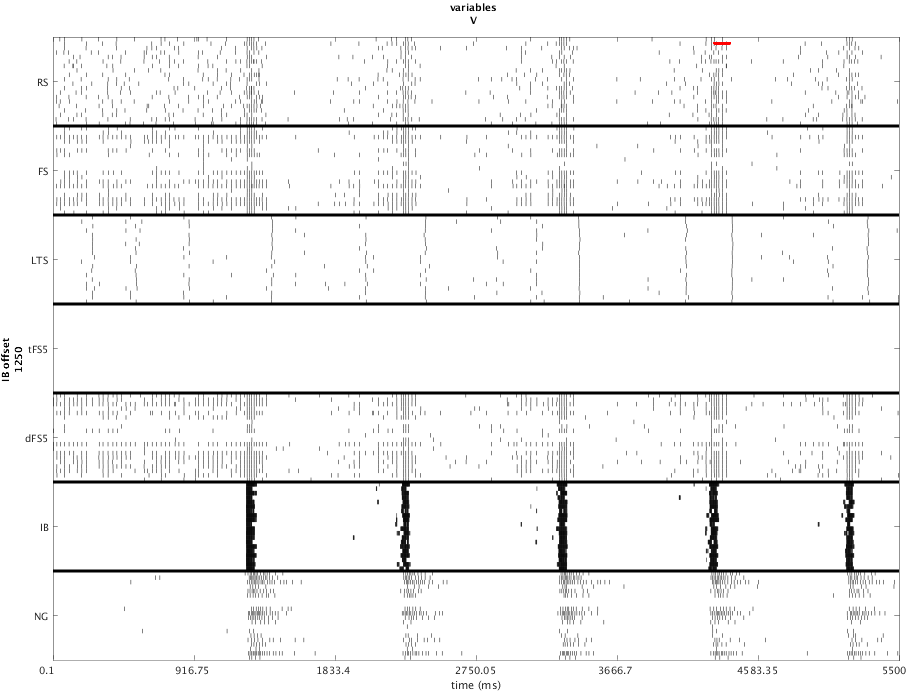 variables
V
RS
FS
LTS
tFS5
dFS5
IB
NG
IB offset
1250
0.1 916.75 1833.4 2750.05 3666.7 4583.35 5500
time (ms)